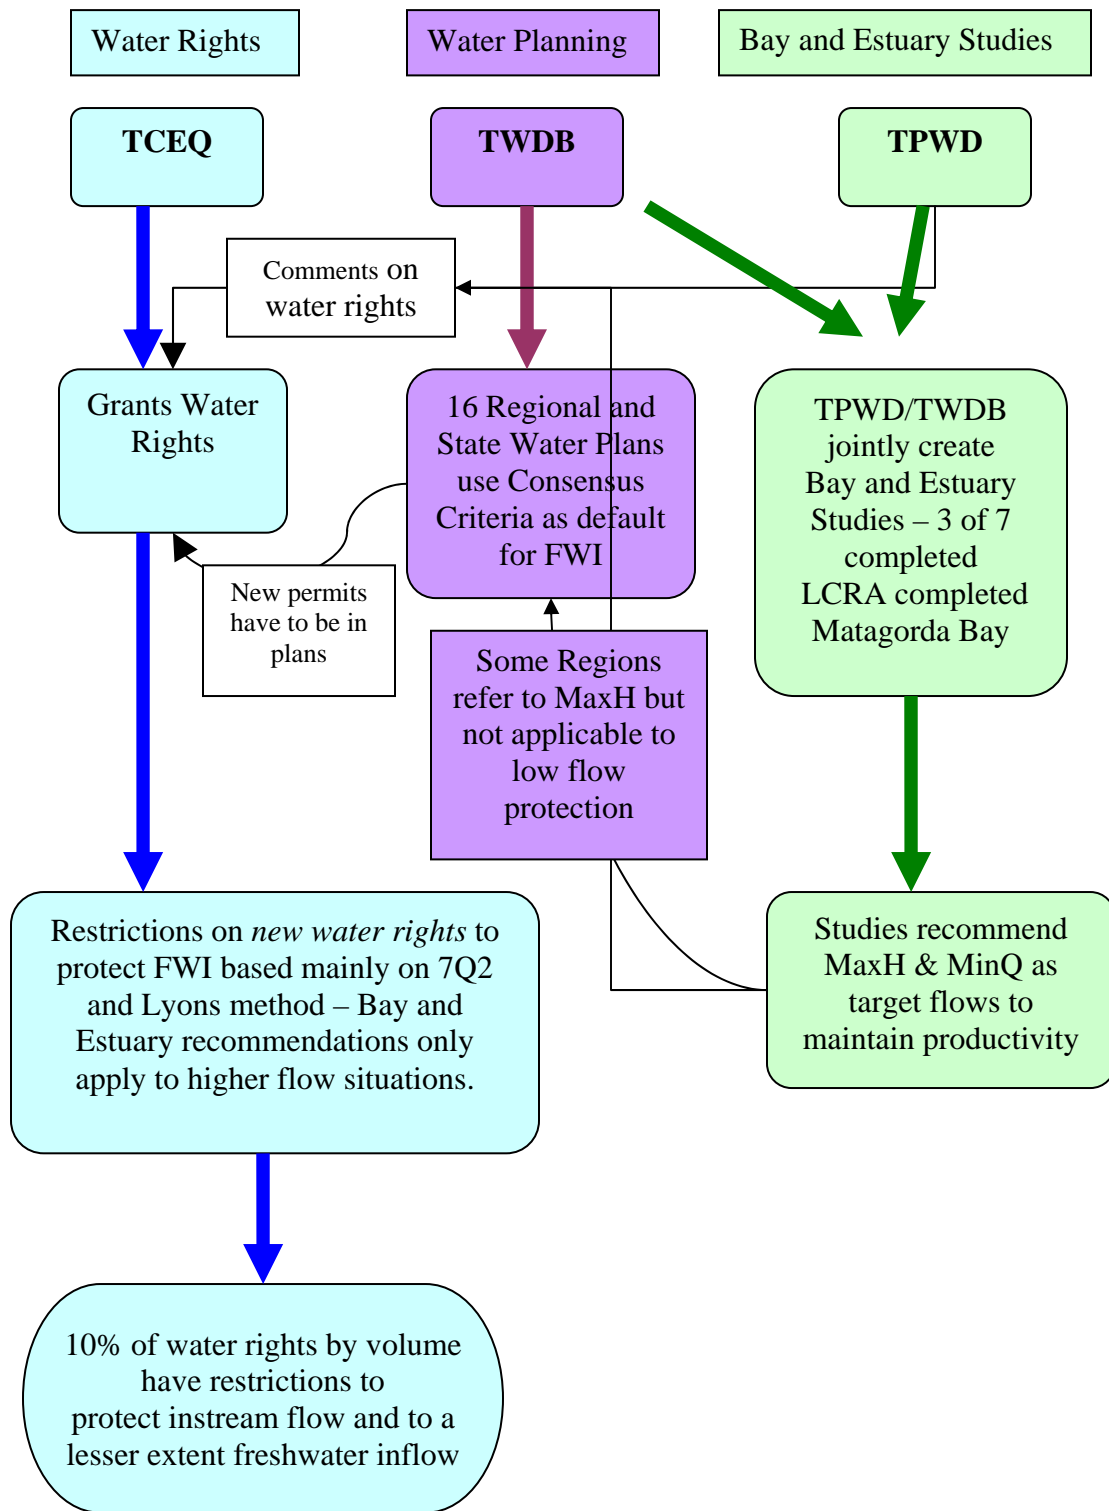 Water Rights
Water Planning
Bay and Estuary Studies
TCEQ
TWDB
TPWD
Comments on
water rights
Grants Water
Rights
16 Regional and
State Water Plans
use Consensus
Criteria as default
for FWI
TPWD/TWDB
jointly create
Bay and Estuary
Studies – 3 of 7
completed
LCRA completed
Matagorda Bay
New permits
have to be in
plans
Some Regions
refer to MaxH but
not applicable to
low flow
protection
Restrictions on new water rights to
protect FWI based mainly on 7Q2
and Lyons method – Bay and
Estuary recommendations only
apply to higher flow situations.
Studies recommend
MaxH & MinQ as
target flows to
maintain productivity
10% of water rights by volume
have restrictions to
protect instream flow and to a
lesser extent freshwater inflow